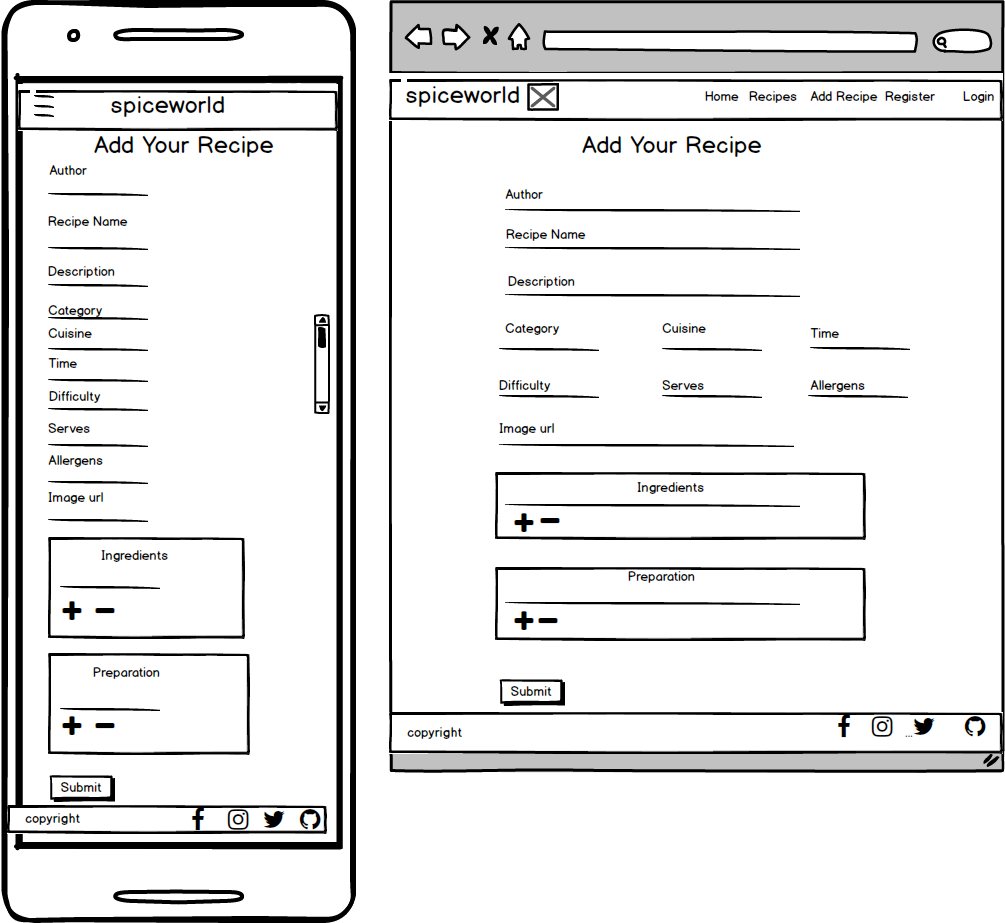 spiceworld
Add Your Recipe
Author
Recipe Name
Description
Category
Cuisine
Time
Difficulty
Serves
Allergens
Image url
Ingredients
Preparation
Submit
copyright
spiceworld Home Recipes Add Recipe Register Login
Add Your Recipe
Author
Recipe Name
Description
Category Cuisine Time
Difficulty Serves Allergens
Image url
Ingredients
Preparation
Submit
copyright ...